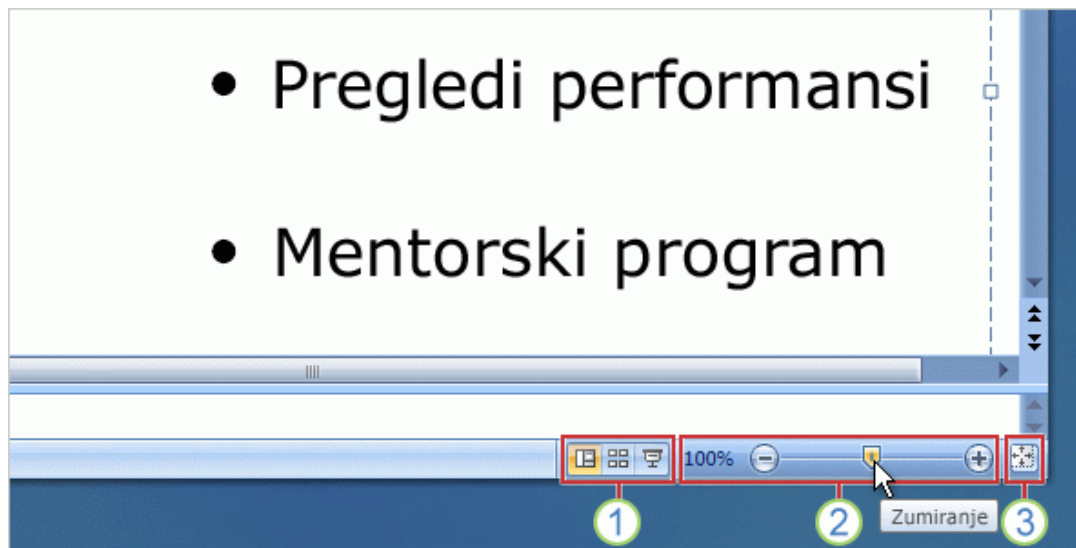 • Pregledi performansi
• Mentorski program
100%
Zumiranje
1 2 3